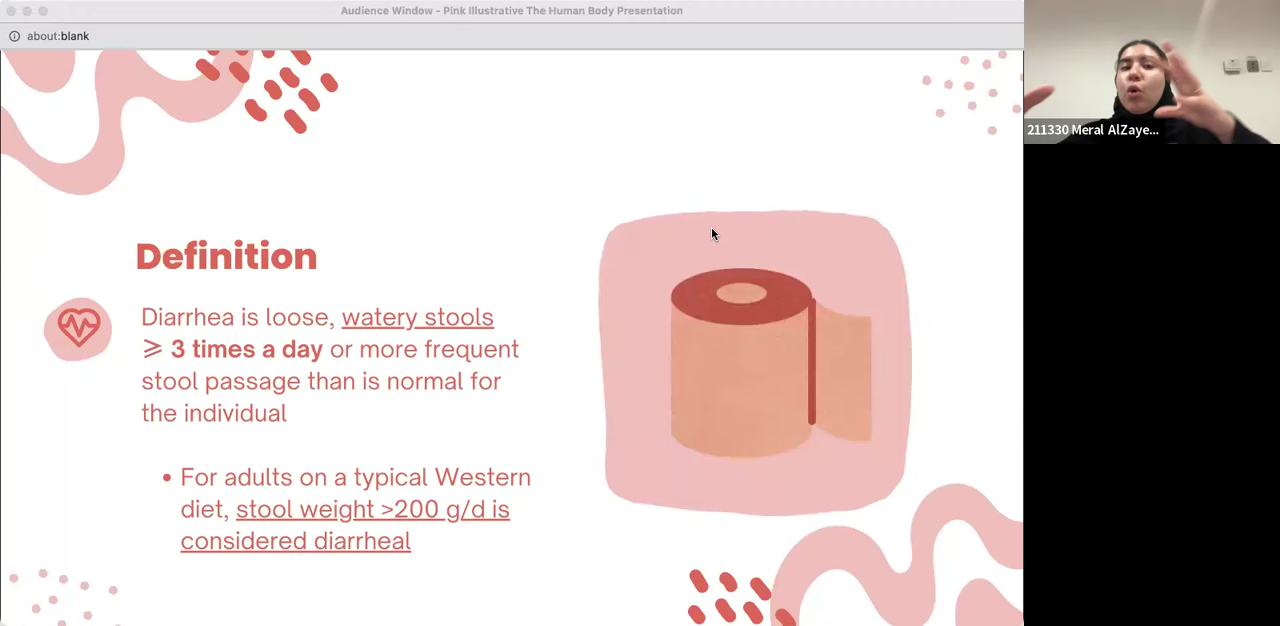 Audience Window - Pink Illustrative The Human Body Presentation
about:blank
211330 Meral AlZaye...
Definition
Diarrhea is loose, watery stools
⩾ 3 times a day or more frequent
stool passage than is normal for
the individual
• For adults on a typical Western
diet, stool weight >200 g/d is
considered diarrheal